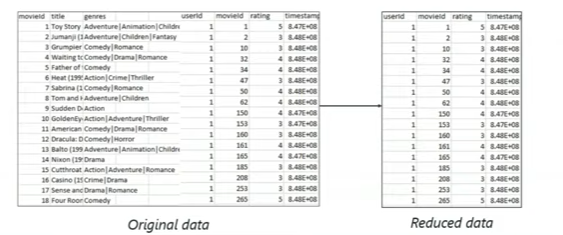 movieId title genres userId movieId rating timestamp userId movieId rating timestamp
1 Toy Story Adventure|Animation|Childre 1 1 5 8.47E+08 1 1 5 8.47E+08
2 Jumanji (1 Adventure|Children|Fantasy 1 2 3 8.48E+08 1 2 3 8.48E+08
3 Grumpier Comedy|Romance 1 10 3 8.48E+08 1 10 3 8.48E+08
4 Waiting to Comedy|Drama|Romance 1 32 4 8.48E+08 1 32 4 8.48E+08
5 Father of Comedy 1 34 4 8.48E+08 1 34 4 8.48E+08
6 Heat (199 Action|Crime|Thriller 1 47 3 8.48E+08 1 47 3 8.48E+08
7 Sabrina (1 Comedy|Romance 1 50 4 8.48E+08 1 50 4 8.48E+08
8 Tom and Adventure|Children 1 62 4 8.48E+08 1 62 4 8.48E+08
9 Sudden D Action 1 150 4 8.47E+08 1 150 4 8.47E+08
10 GoldenEy Action|Adventure|Thriller 1 153 3 8.47E+08 1 153 3 8.47E+08
11 American Comedy|Drama|Romance 1 160 3 8.48E+08 1 160 3 8.48E+08
12 Dracula: D Comedy|Horror 1 161 4 8.48E+08 1 161 4 8.48E+08
13 Balto (199 Adventure|Animation|Childre 1 165 4 8.47E+08 1 165 4 8.47E+08
14 Nixon (19 Drama 1 185 3 8.48E+08 1 185 3 8.48E+08
15 Cutthroat Action|Adventure|Romance 1 208 3 8.48E+08 1 208 3 8.48E+08
16 Casino (19 Crime|Drama 1 253 3 8.48E+08 1 253 3 8.48E+08
17 Sense and Drama|Romance 1 265 5 8.48E+08 1 265 5 8.48E+08
18 Four Roor Comedy
Original data Reduced data